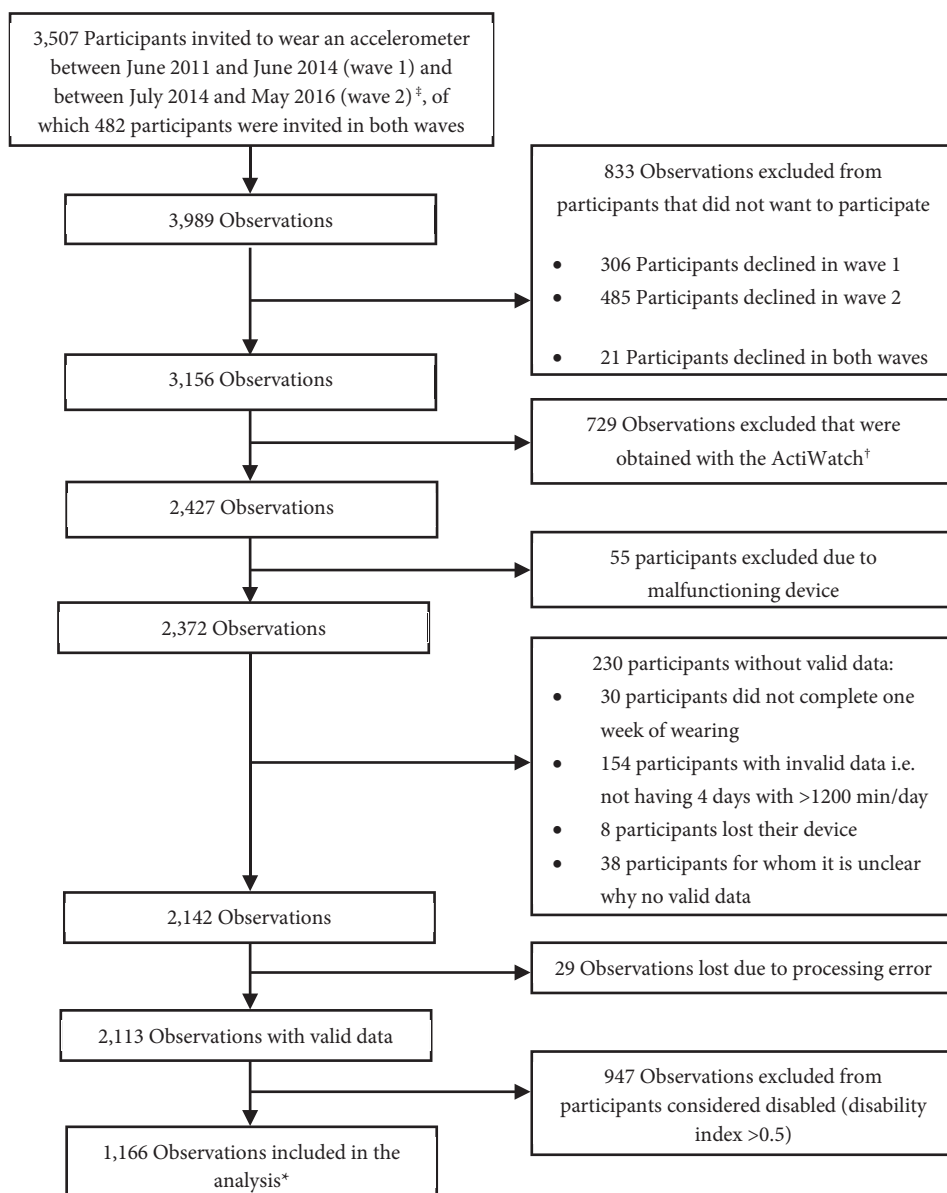 3,507 Participants invited to wear an accelerometer
between June 2011 and June 2014 (wave 1) and
between July 2014 and May 2016 (wave 2)‡, of
which 482 participants were invited in both waves
3,989 Observations
833 Observations excluded from
participants that did not want to participate
• 306 Participants declined in wave 1
• 485 Participants declined in wave 2
• 21 Participants declined in both waves
3,156 Observations
729 Observations excluded that were
obtained with the ActiWatch†
2,427 Observations
55 participants excluded due to
malfunctioning device
2,372 Observations
230 participants without valid data:
• 30 participants did not complete one
week of wearing
• 154 participants with invalid data i.e.
not having 4 days with >1200 min/day
• 8 participants lost their device
• 38 participants for whom it is unclear
why no valid data
2,142 Observations
29 Observations lost due to processing error
2,113 Observations with valid data
947 Observations excluded from
participants considered disabled (disability
index >0.5)
1,166 Observations included in the
analysis*